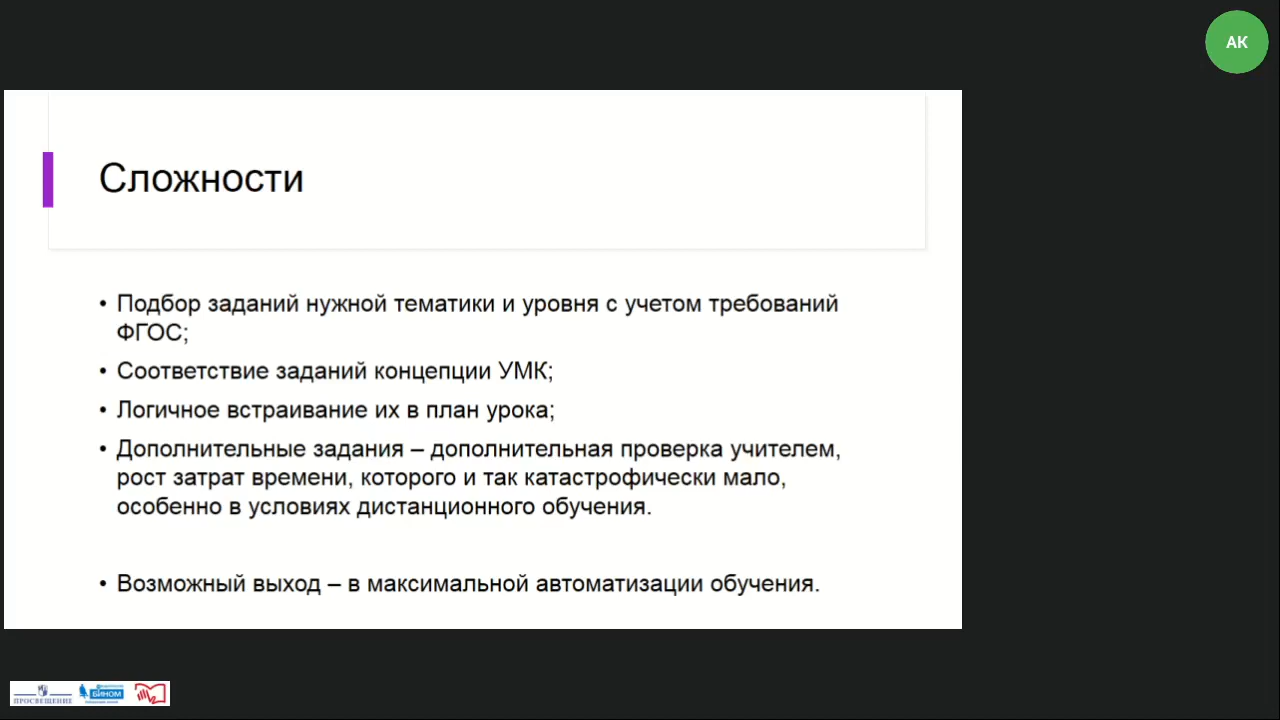 АК
Сложности
• Подбор заданий нужной тематики и уровня с учетом требований
ФГОС;
• Соответствие заданий концепции УМК;
• Логичное встраивание их в план урока;
• Дополнительные задания – дополнительная проверка учителем,
рост затрат времени, которого и так катастрофически мало,
особенно в условиях дистанционного обучения.
• Возможный выход – в максимальной автоматизации обучения.
ПРОСВЕЩЕНИЕ
БИНОМ